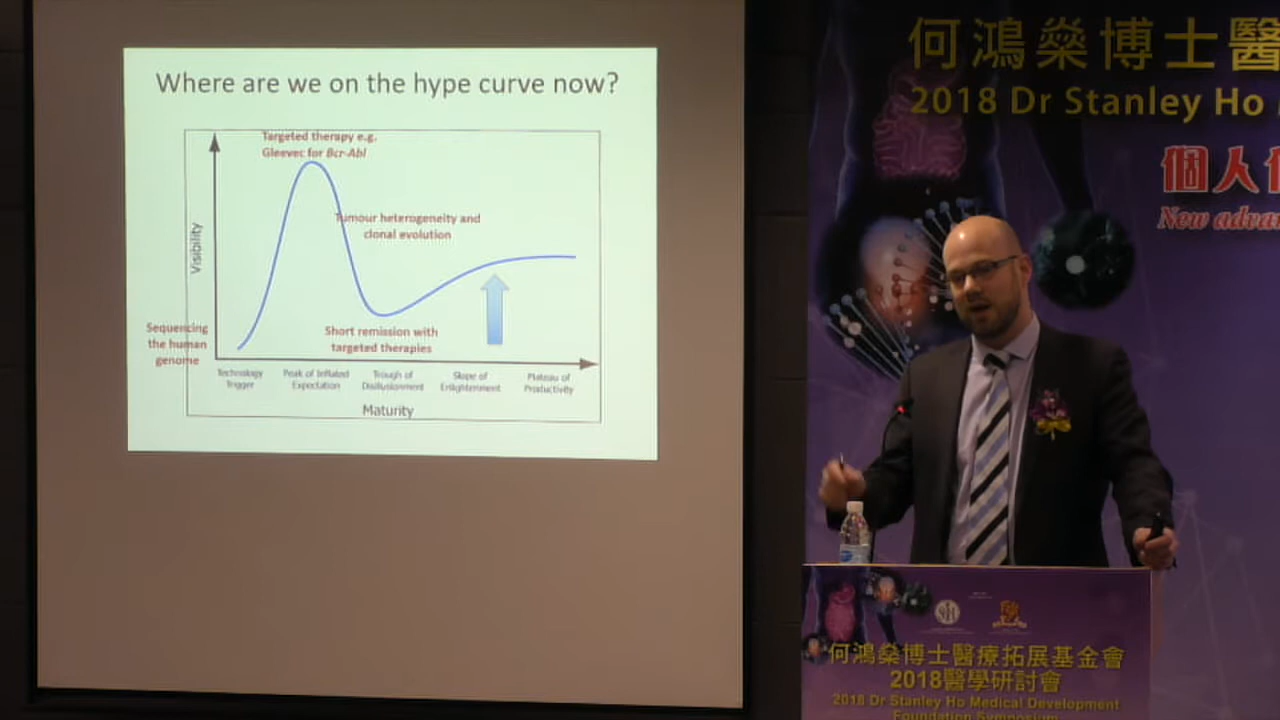 Where are we on the hype curve now?
Targeted therapy e.g.
Gleevec for Bcr-Abl
Tumour heterogeneity and
clonal evolution
Visibility
Sequencing
the human
genome
Short remission with
targeted therapies
Technology
Trigger
Peak of Inflated
Expectation
Trough of
Disillusionment
Slope of
Enlightenment
Plateau of
Productivity
Maturity
何鴻燊博士醫
2018 Dr Stanley Ho
個人
New adva
何鴻燊博士醫療拓展基金會
2018醫學研討會
2018 Dr Stanley Ho Medical Development
Foundation Symposium